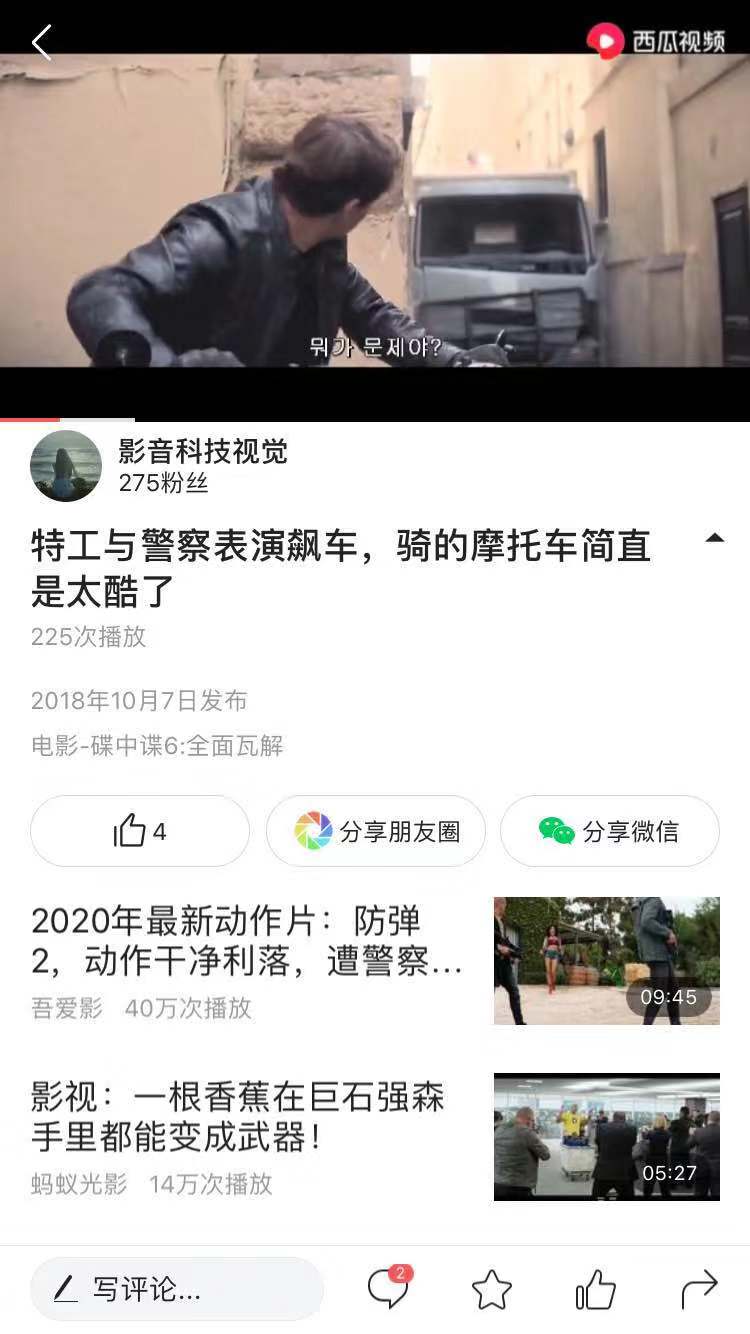 西瓜视频
뭐가 문제야?
影音科技视觉
275粉丝
特工与警察表演飙车，骑的摩托车简直
是太酷了
225次播放
2018年10月7日发布
电影-碟中谍6:全面瓦解
4
分享朋友圈
分享微信
2020年最新动作片：防弹
2，动作干净利落，遭警察...
吾爱影 40万次播放
09:45
影视：一根香蕉在巨石强森
手里都能变成武器！
蚂蚁光影 14万次播放
05:27
写评论...
2